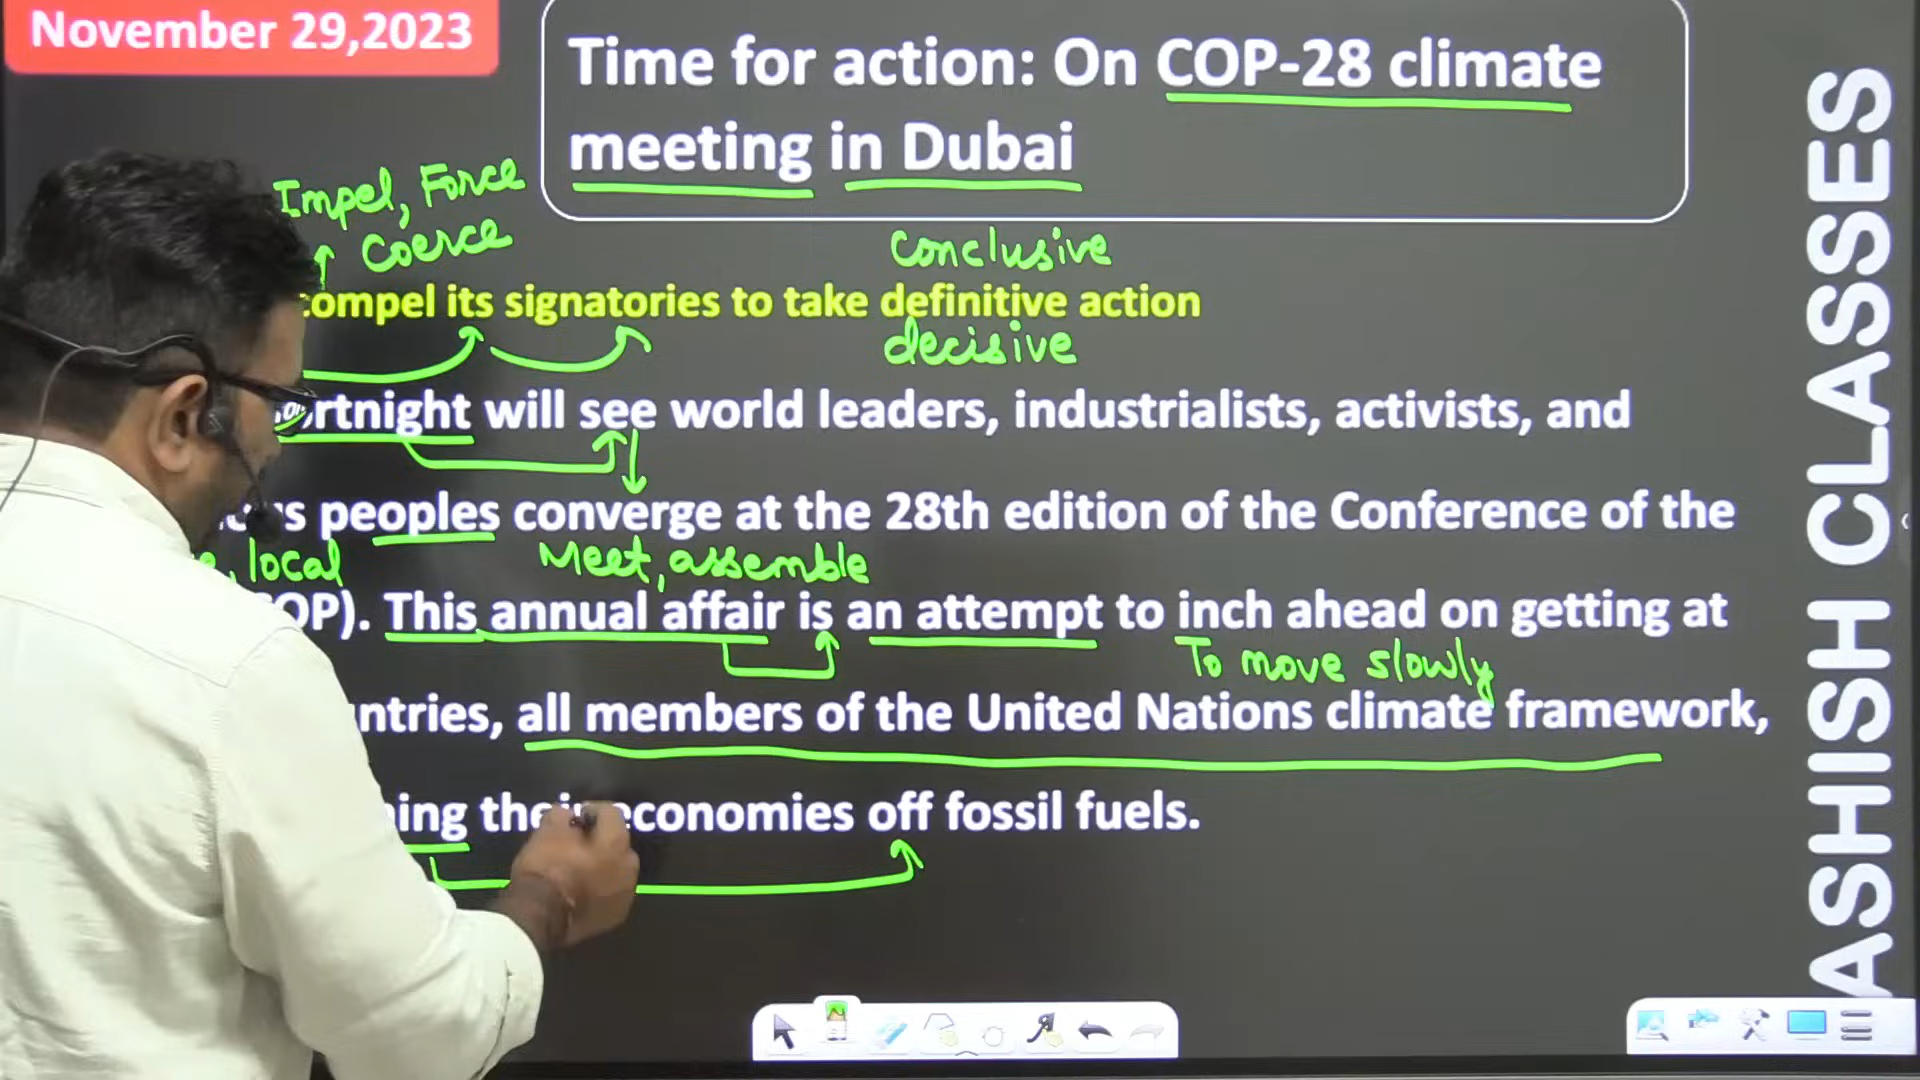 November 29,2023
Time for action: On COP-28 climate
meeting in Dubai
Impel, Force
Coerce
Conclusive
compel its signatories to take definitive action
decisive
fortnight will see world leaders, industrialists, activists, and
peoples converge at the 28th edition of the Conference of the
local
Meet, assemble
COP). This annual affair is an attempt to inch ahead on getting at
To move slowly
all members of the United Nations climate framework,
their economies off fossil fuels.
ASHISH CLASSES